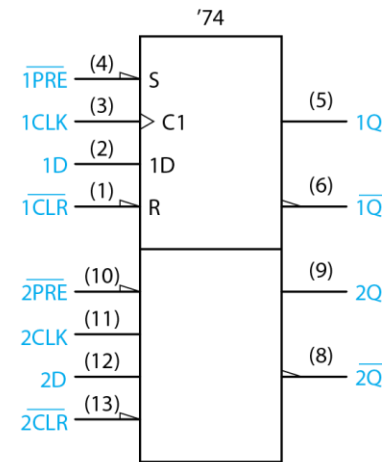 '74
1PRE (4) S
1CLK (3) C1 (5) 1Q
1D (2) 1D
1CLR (1) R (6) 1Q
2PRE (10) (9) 2Q
2CLK (11)
2D (12) (8) 2Q
2CLR (13)